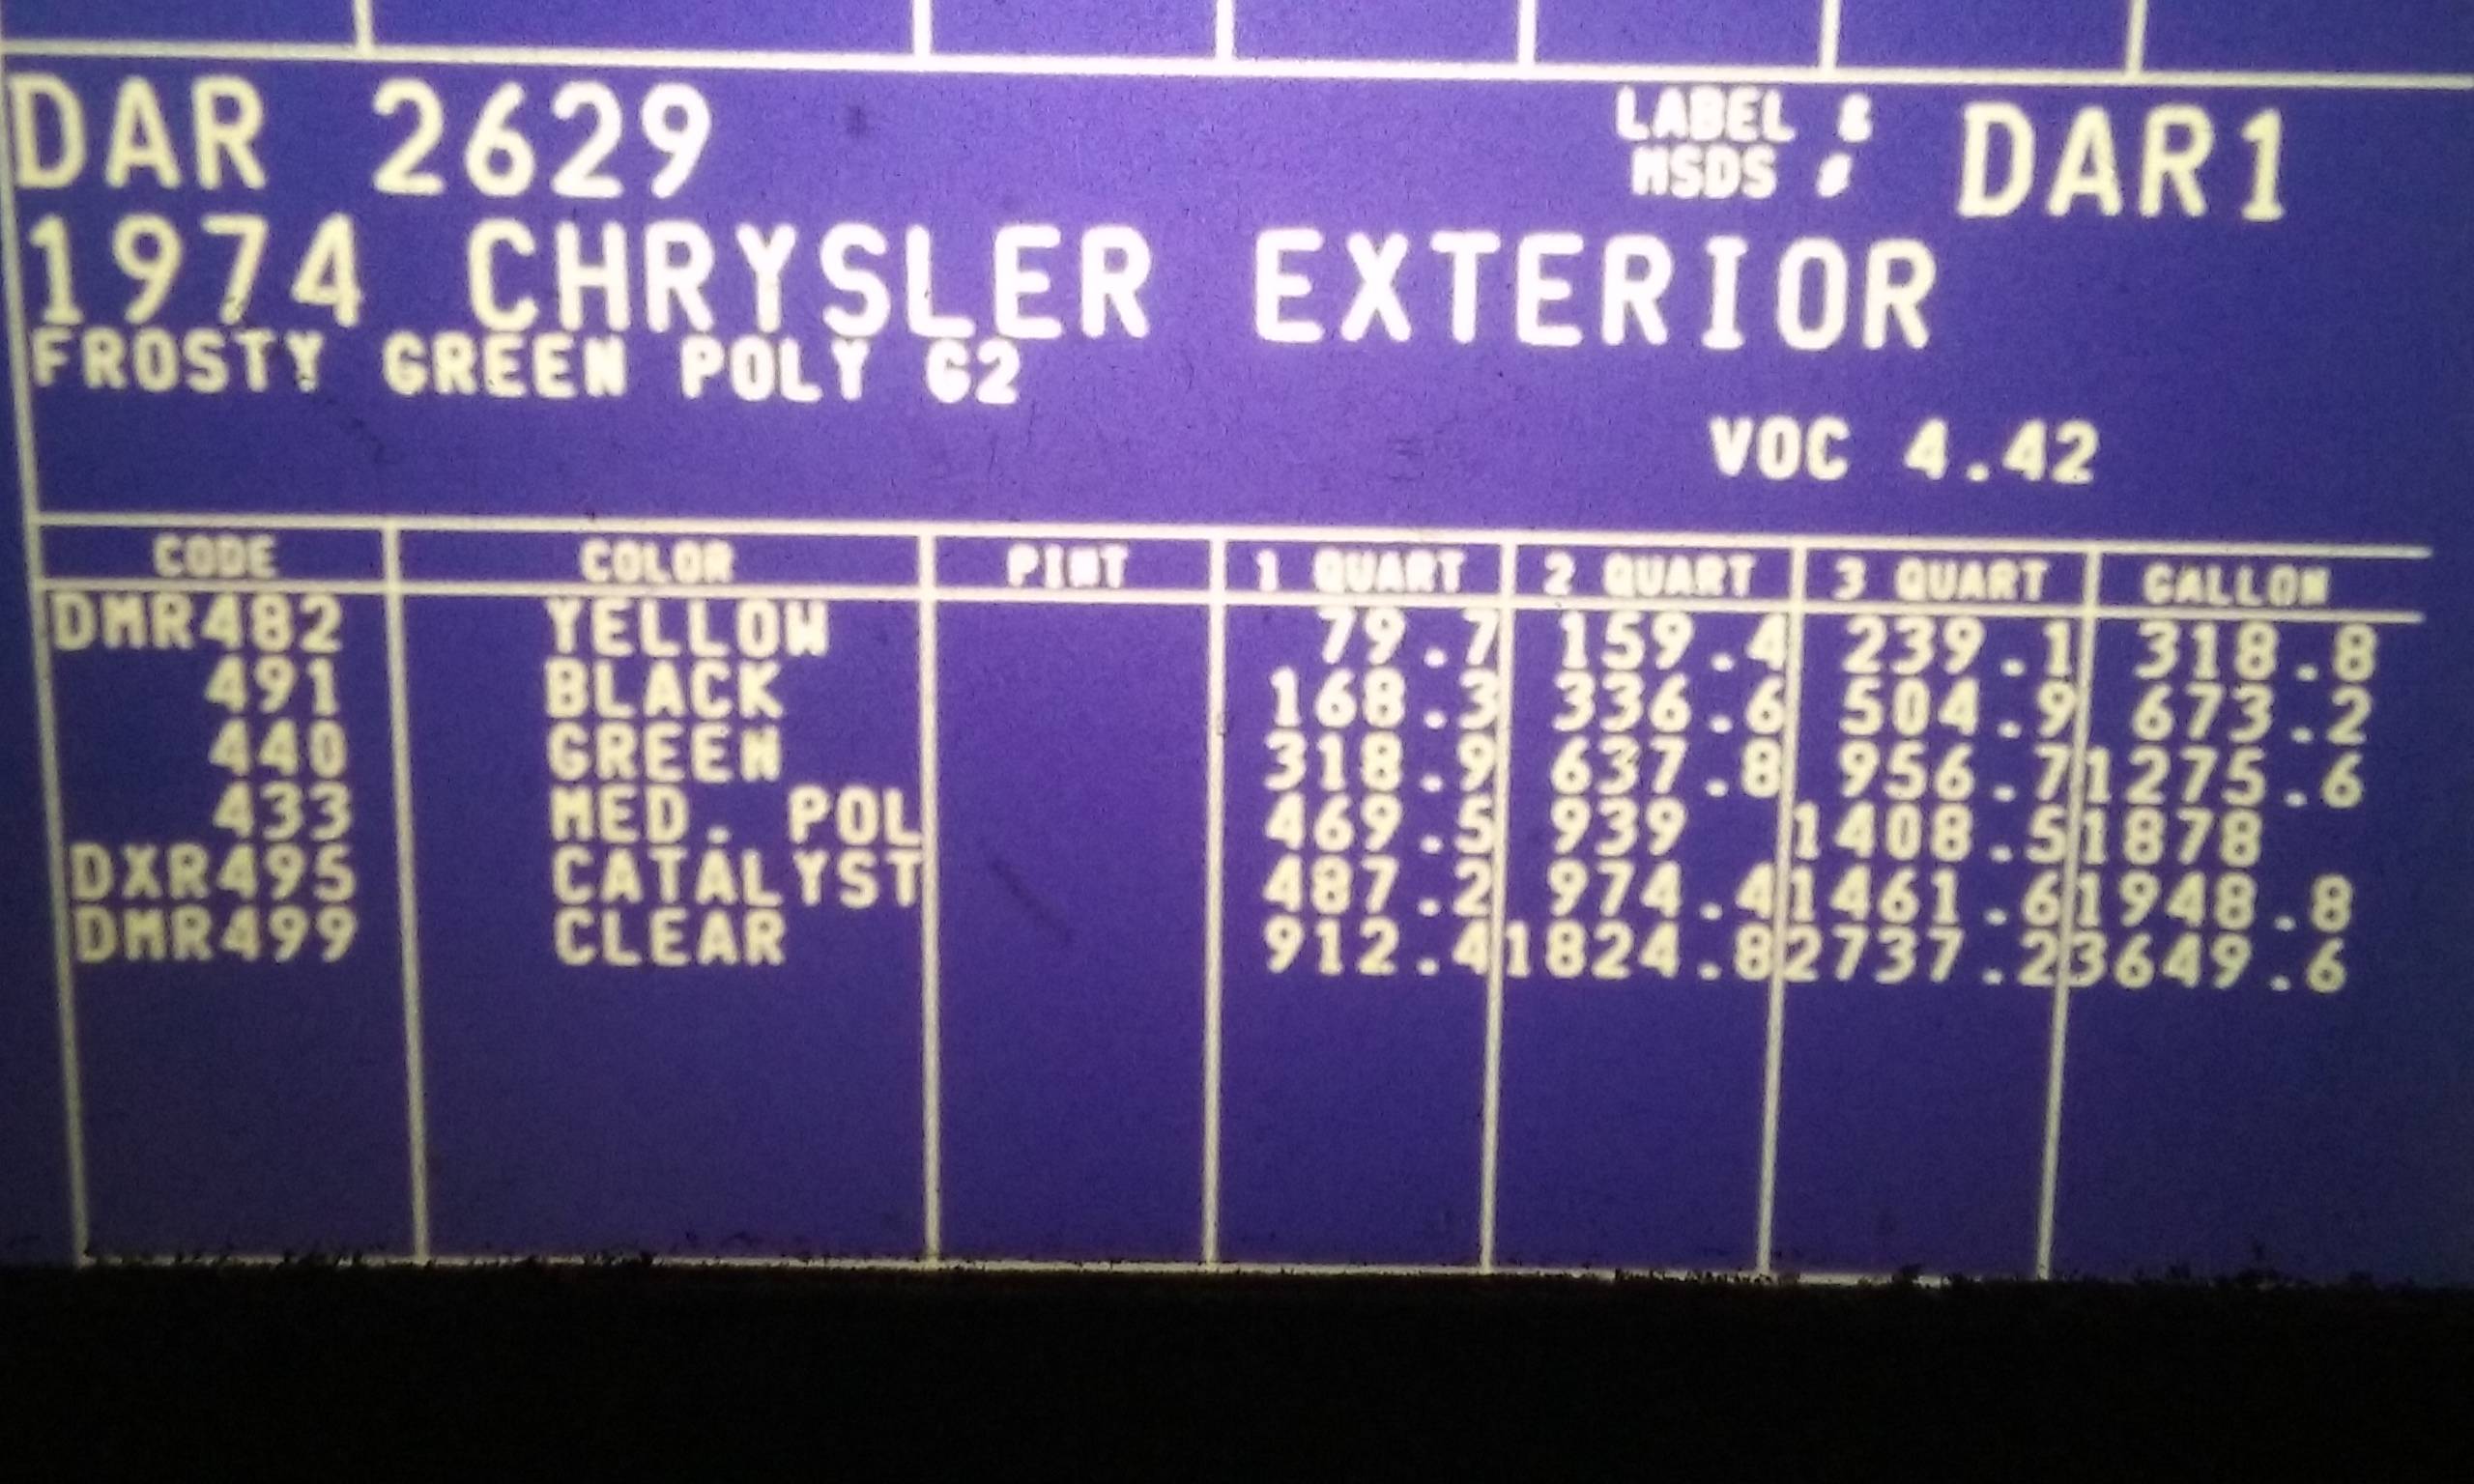 DAR 2629 LABEL & MSDS # DAR1
1974 CHRYSLER EXTERIOR
FROSTY GREEN POLY G2
VOC 4.42
CODE COLOR PINT 1 QUART 2 QUART 3 QUART GALLON
DMR482 YELLOW 79.7 159.4 239.1 318.8
491 BLACK 168.3 336.6 504.9 673.2
440 GREEN 318.9 637.8 956.7 1275.6
433 MED. POL 469.5 939 1408.5 1878
DXR495 CATALYST 487.2 974.4 1461.6 1948.8
DMR499 CLEAR 912.4 1824.8 2737.2 3649.6